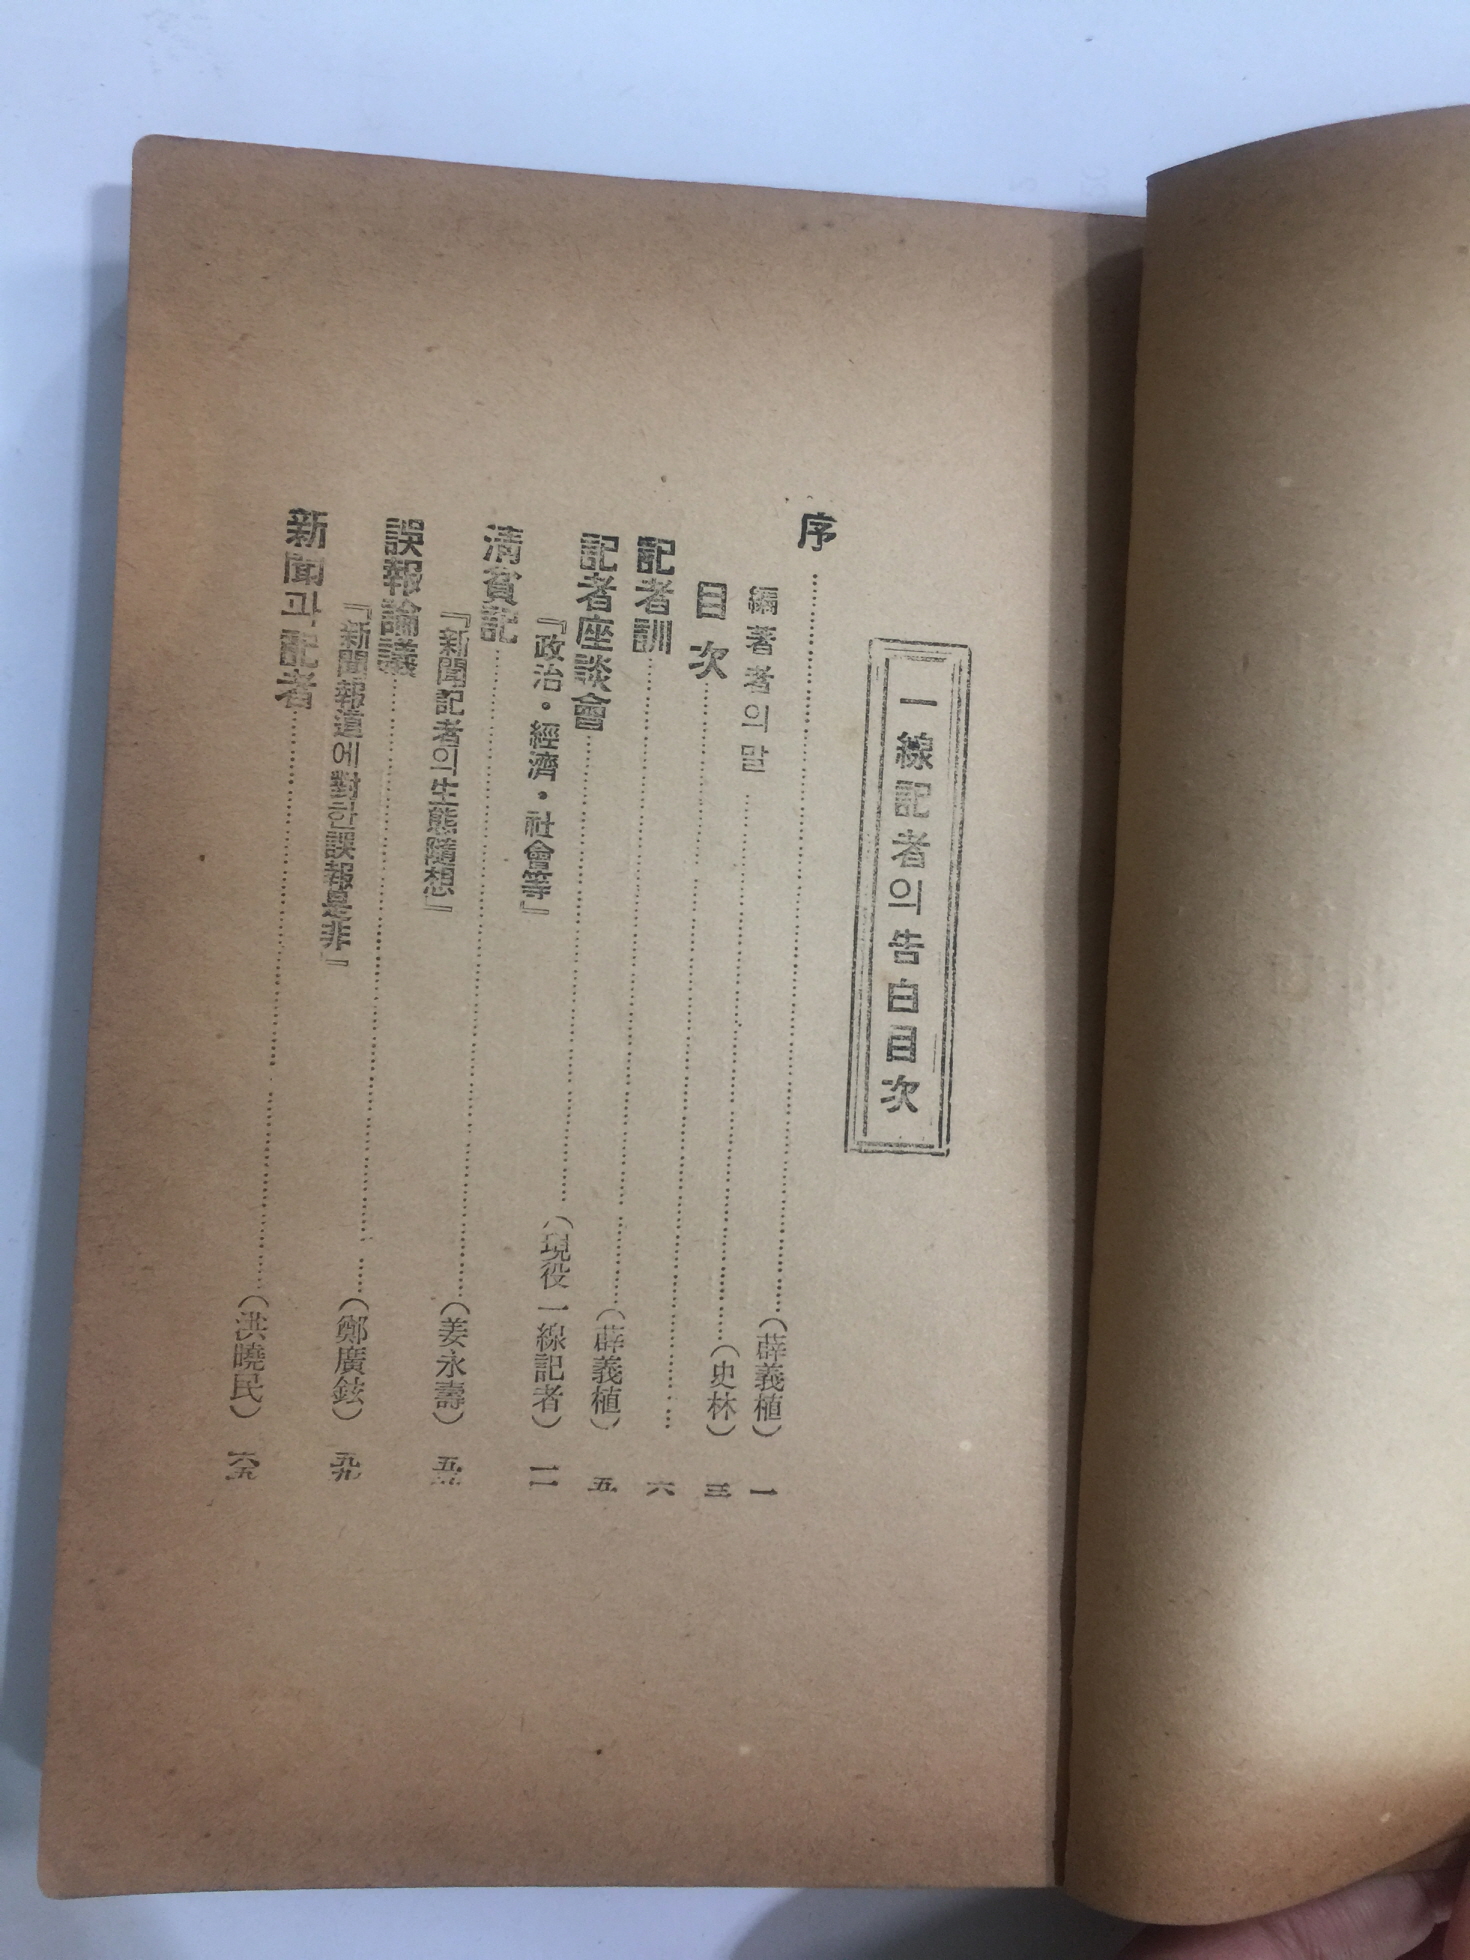 一線記者의告白目次
序……(薛義植) 一
編著者의말……(史林) 三
目次…… 六
記者訓……(薛義植) 五
記者座談會……(現役一線記者) 一一
『政治・經濟・社會等』
清貧記……(姜永壽)
『新聞記者의生態隨想』
誤報論議……(鄭廣鉉) 五九
『新聞報道에對한誤報是非』
新聞과記者……(洪曉民) 六五